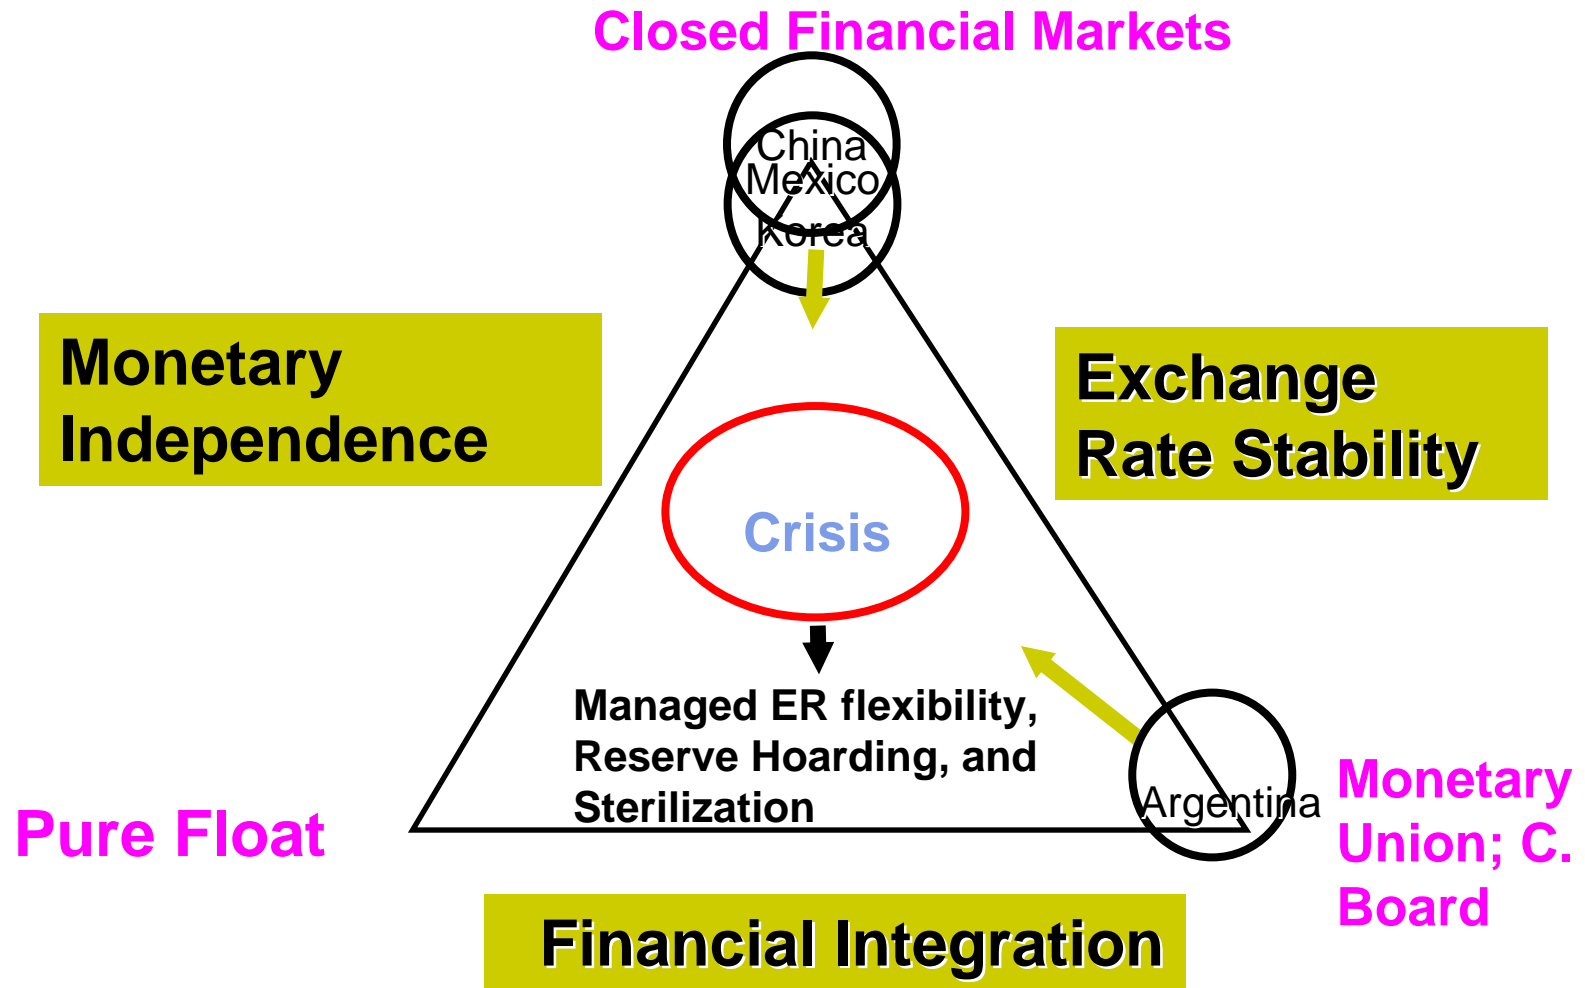 Closed Financial Markets
China
Mexico
Korea
Monetary
Independence
Exchange
Rate Stability
Crisis
Managed ER flexibility,
Reserve Hoarding, and
Sterilization
Pure Float
Argentina
Monetary
Union; C.
Board
Financial Integration